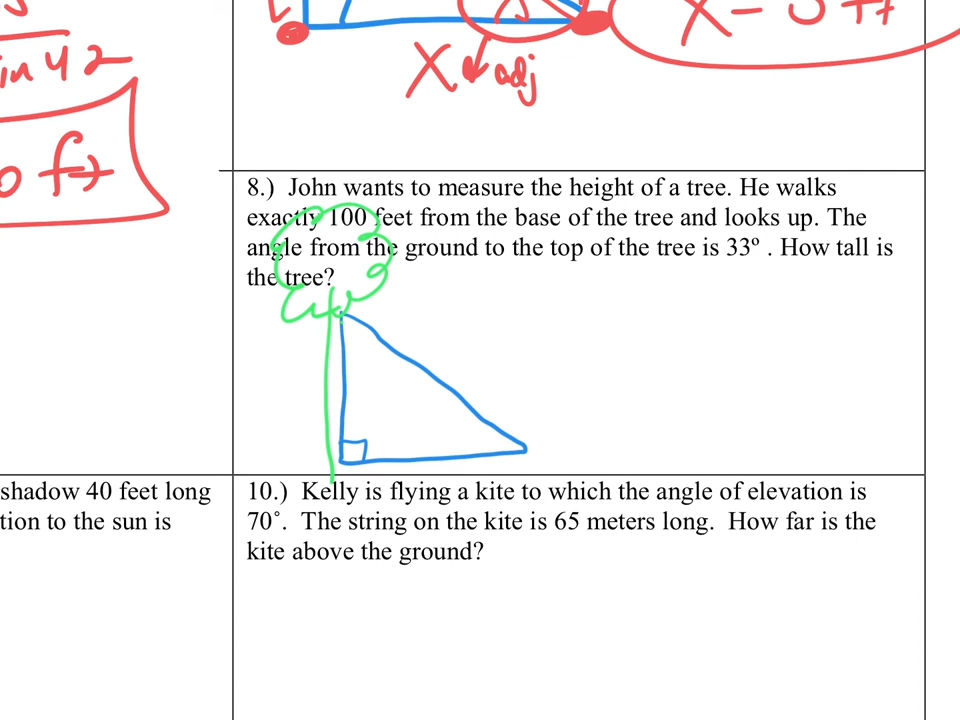 in 42
X - 5 ft
X adj
0 ft
8.) John wants to measure the height of a tree. He walks
exactly 100 feet from the base of the tree and looks up. The
angle from the ground to the top of the tree is 33º . How tall is
the tree?
shadow 40 feet long
tion to the sun is
10.) Kelly is flying a kite to which the angle of elevation is
70˚. The string on the kite is 65 meters long. How far is the
kite above the ground?